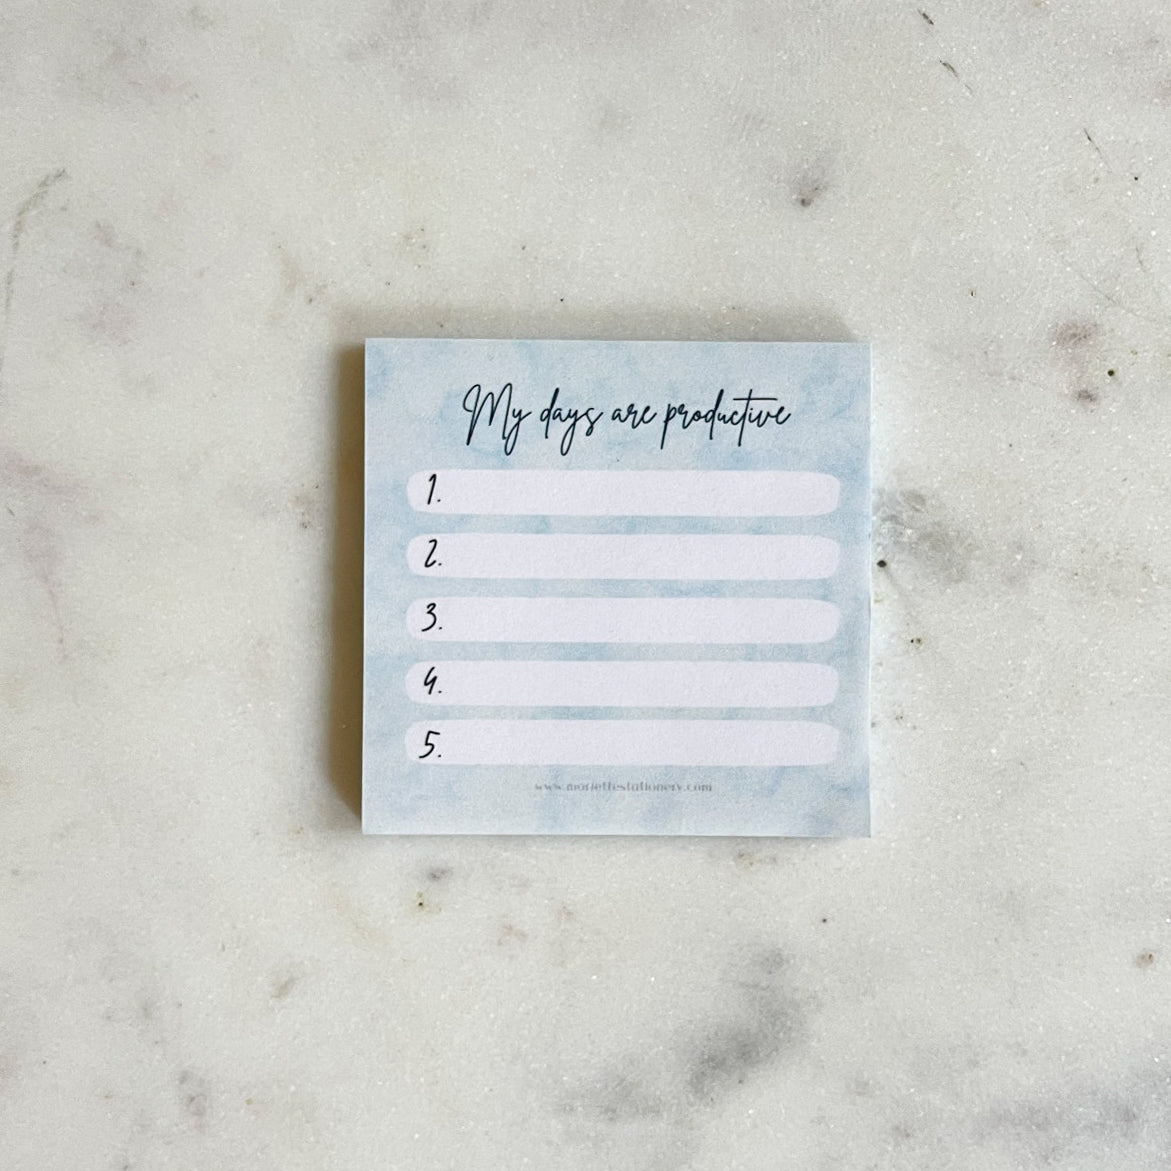 My days are productive
1.
2.
3.
4.
5.
www.mariettestationery.com